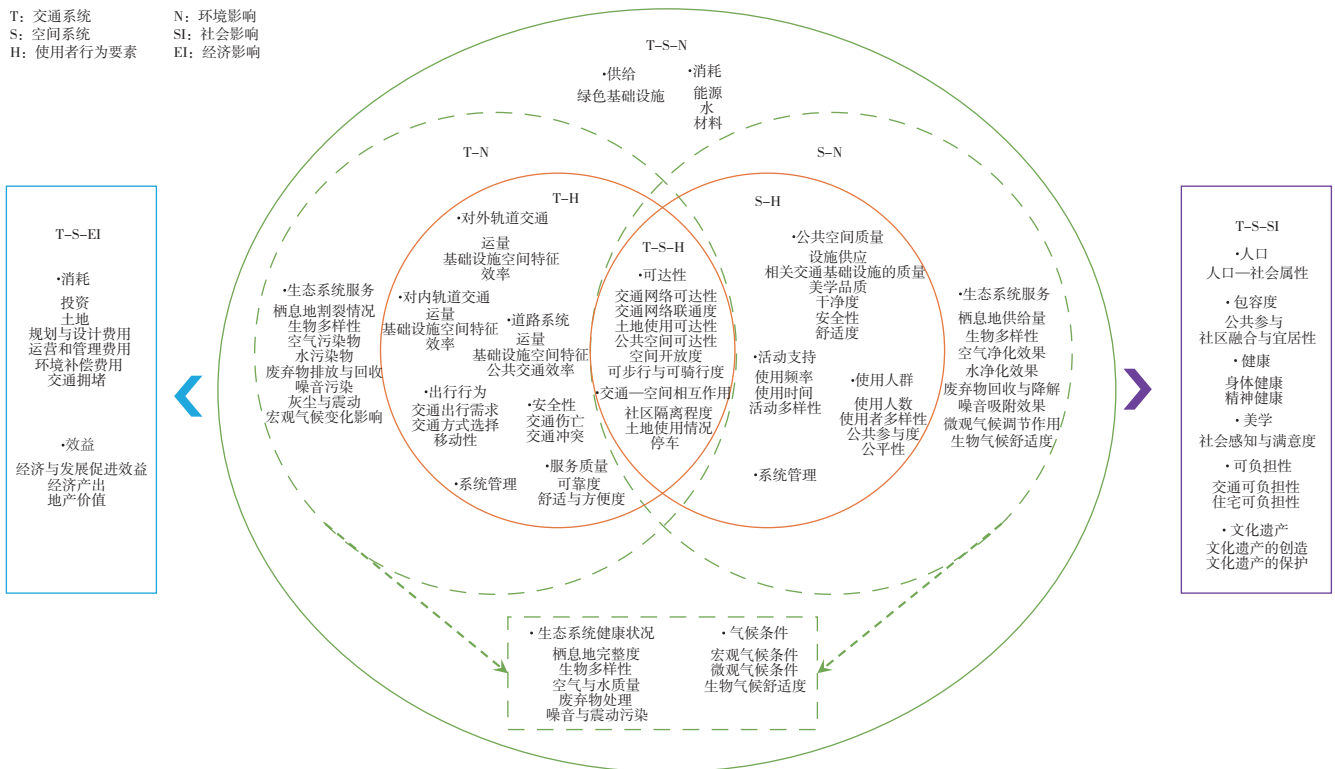 T：交通系统
S：空间系统
H：使用者行为要素
N：环境影响
SI：社会影响
EI：经济影响
T–S–N
·供给
绿色基础设施
·消耗
能源
水
材料
T–N
·生态系统服务
栖息地割裂情况
生物多样性
空气污染物
水污染物
废弃物排放与回收
噪音污染
灰尘与震动
宏观气候变化影响
T–H
·对外轨道交通
运量
基础设施空间特征
效率
·对内轨道交通
运量
基础设施空间特征
效率
·道路系统
运量
基础设施空间特征
公共交通效率
·出行行为
交通出行需求
交通方式选择
移动性
·安全性
交通伤亡
交通冲突
·系统管理
·服务质量
可靠度
舒适与方便度
T–S–H
·可达性
交通网络可达性
交通网络联通度
土地使用可达性
公共空间可达性
空间开放度
可步行与可骑行度
·交通—空间相互作用
社区隔离程度
土地使用情况
停车
S–H
·公共空间质量
设施供应
相关交通基础设施的质量
美学品质
干净度
安全性
舒适度
·活动支持
使用频率
使用时间
活动多样性
·使用人群
使用人数
使用者多样性
公共参与度
公平性
·系统管理
S–N
·生态系统服务
栖息地供给量
生物多样性
空气净化效果
水净化效果
废弃物回收与降解
噪音吸附效果
微观气候调节作用
生物气候舒适度
T–S–EI
·消耗
投资
土地
规划与设计费用
运营和管理费用
环境补偿费用
交通拥堵
·效益
经济与发展促进效益
经济产出
地产价值
T–S–SI
·人口
人口—社会属性
·包容度
公共参与
社区融合与宜居性
·健康
身体健康
精神健康
·美学
社会感知与满意度
·可负担性
交通可负担性
住宅可负担性
·文化遗产
文化遗产的创造
文化遗产的保护
·生态系统健康状况
栖息地完整度
生物多样性
空气与水质量
废弃物处理
噪音与震动污染
·气候条件
宏观气候条件
微观气候条件
生物气候舒适度